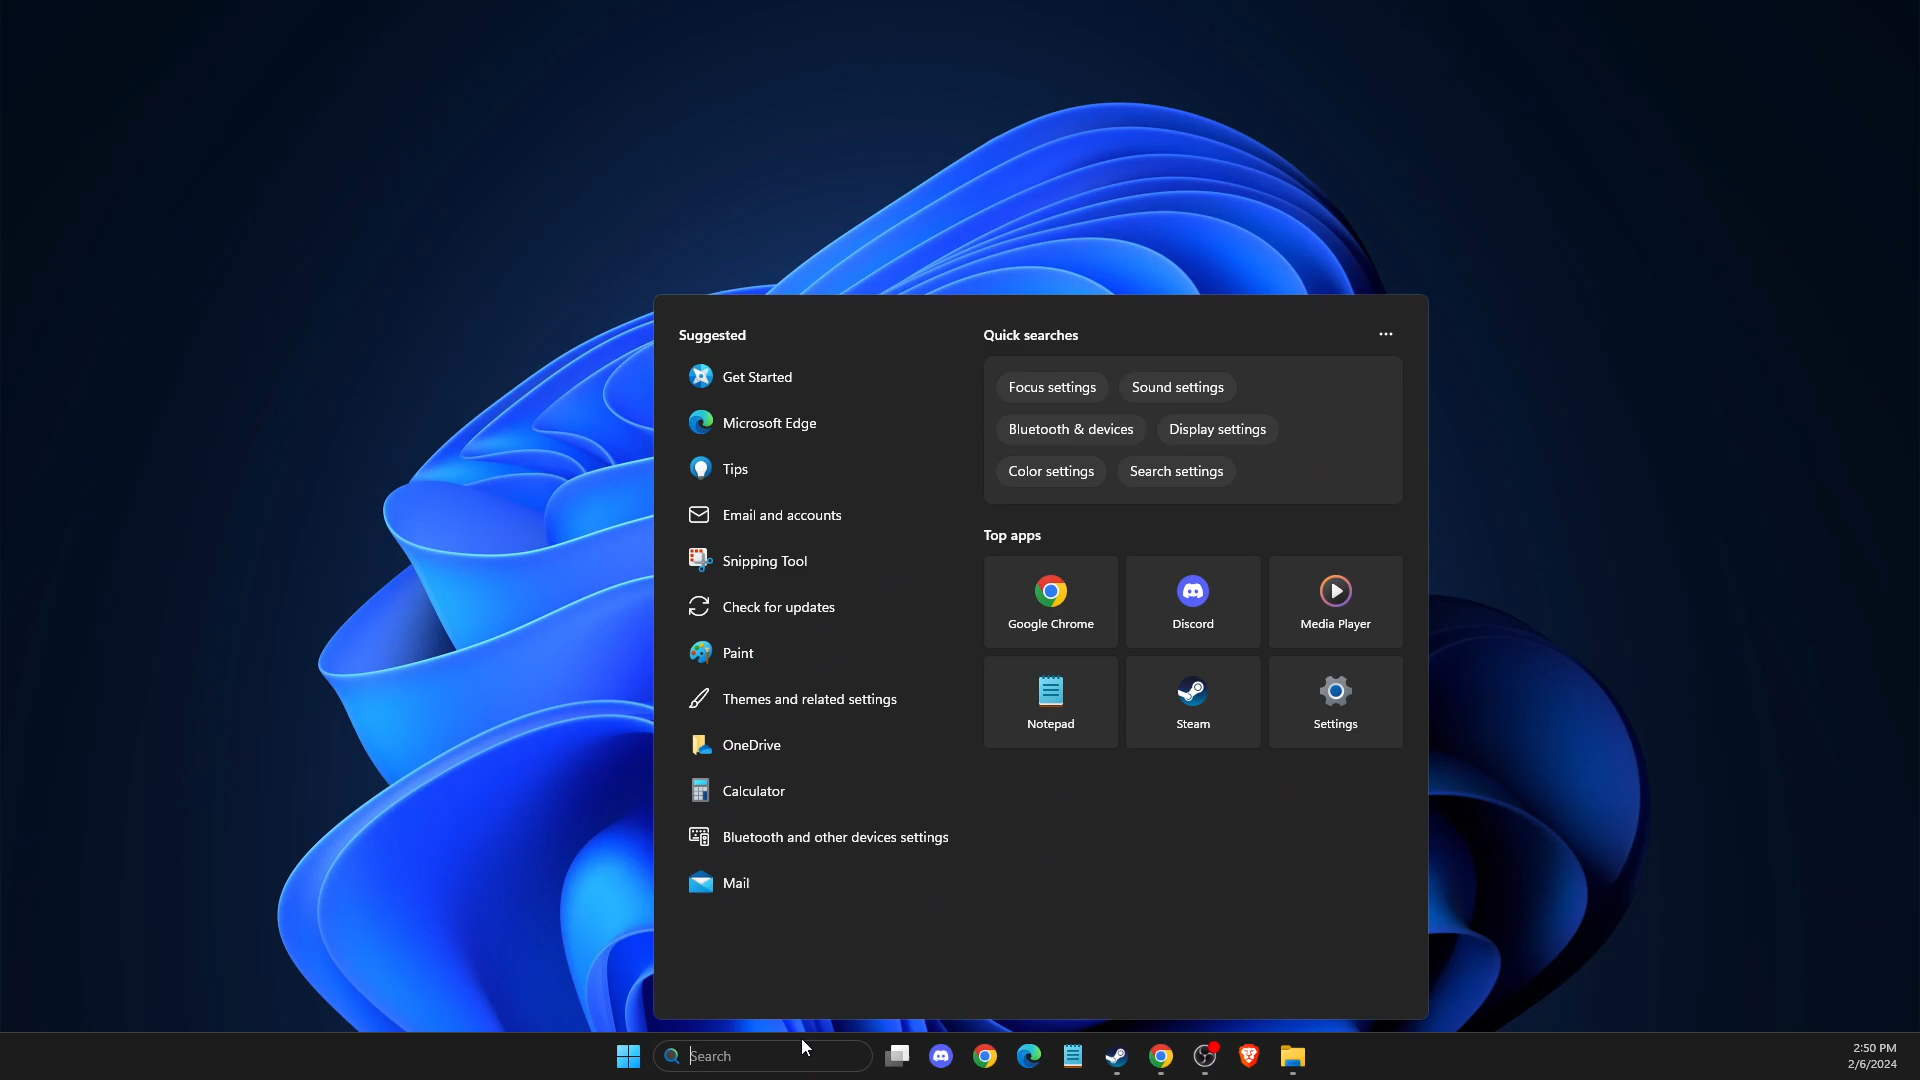 Suggested
Get Started
Microsoft Edge
Tips
Email and accounts
Snipping Tool
Check for updates
Paint
Themes and related settings
OneDrive
Calculator
Bluetooth and other devices settings
Mail
Quick searches
Focus settings
Sound settings
Bluetooth & devices
Display settings
Color settings
Search settings
Top apps
Google Chrome
Discord
Media Player
Notepad
Steam
Settings
Search
2:50 PM
2/6/2024